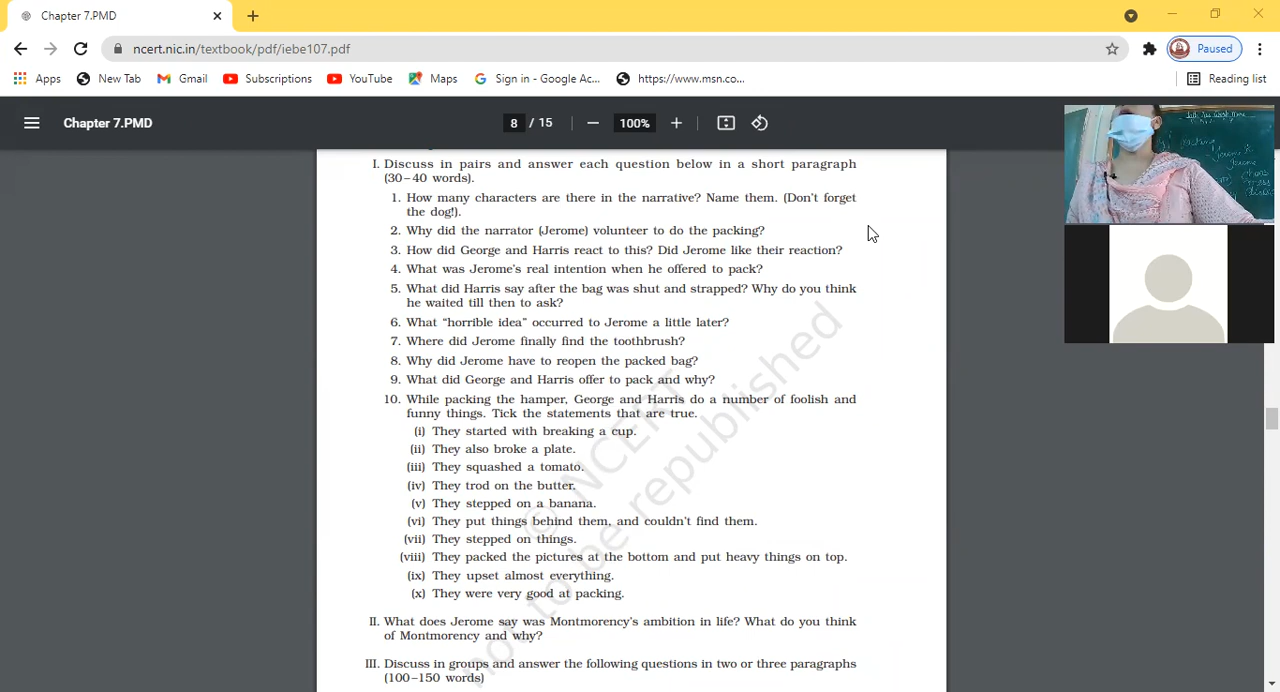 Chapter 7.PMD
ncert.nic.in/textbook/pdf/iebe107.pdf
Paused
Apps New Tab Gmail Subscriptions YouTube Maps Sign in - Google Ac... https://www.msn.co... Reading list
Chapter 7.PMD 8 / 15 100%
I. Discuss in pairs and answer each question below in a short paragraph
(30–40 words).
1. How many characters are there in the narrative? Name them. (Don't forget
the dog!).
2. Why did the narrator (Jerome) volunteer to do the packing?
3. How did George and Harris react to this? Did Jerome like their reaction?
4. What was Jerome's real intention when he offered to pack?
5. What did Harris say after the bag was shut and strapped? Why do you think
he waited till then to ask?
6. What “horrible idea” occurred to Jerome a little later?
7. Where did Jerome finally find the toothbrush?
8. Why did Jerome have to reopen the packed bag?
9. What did George and Harris offer to pack and why?
10. While packing the hamper, George and Harris do a number of foolish and
funny things. Tick the statements that are true.
(i) They started with breaking a cup.
(ii) They also broke a plate.
(iii) They squashed a tomato.
(iv) They trod on the butter.
(v) They stepped on a banana.
(vi) They put things behind them, and couldn't find them.
(vii) They stepped on things.
(viii) They packed the pictures at the bottom and put heavy things on top.
(ix) They upset almost everything.
(x) They were very good at packing.
II. What does Jerome say was Montmorency's ambition in life? What do you think
of Montmorency and why?
III. Discuss in groups and answer the following questions in two or three paragraphs
(100–150 words)
© NCERT
not to be republished